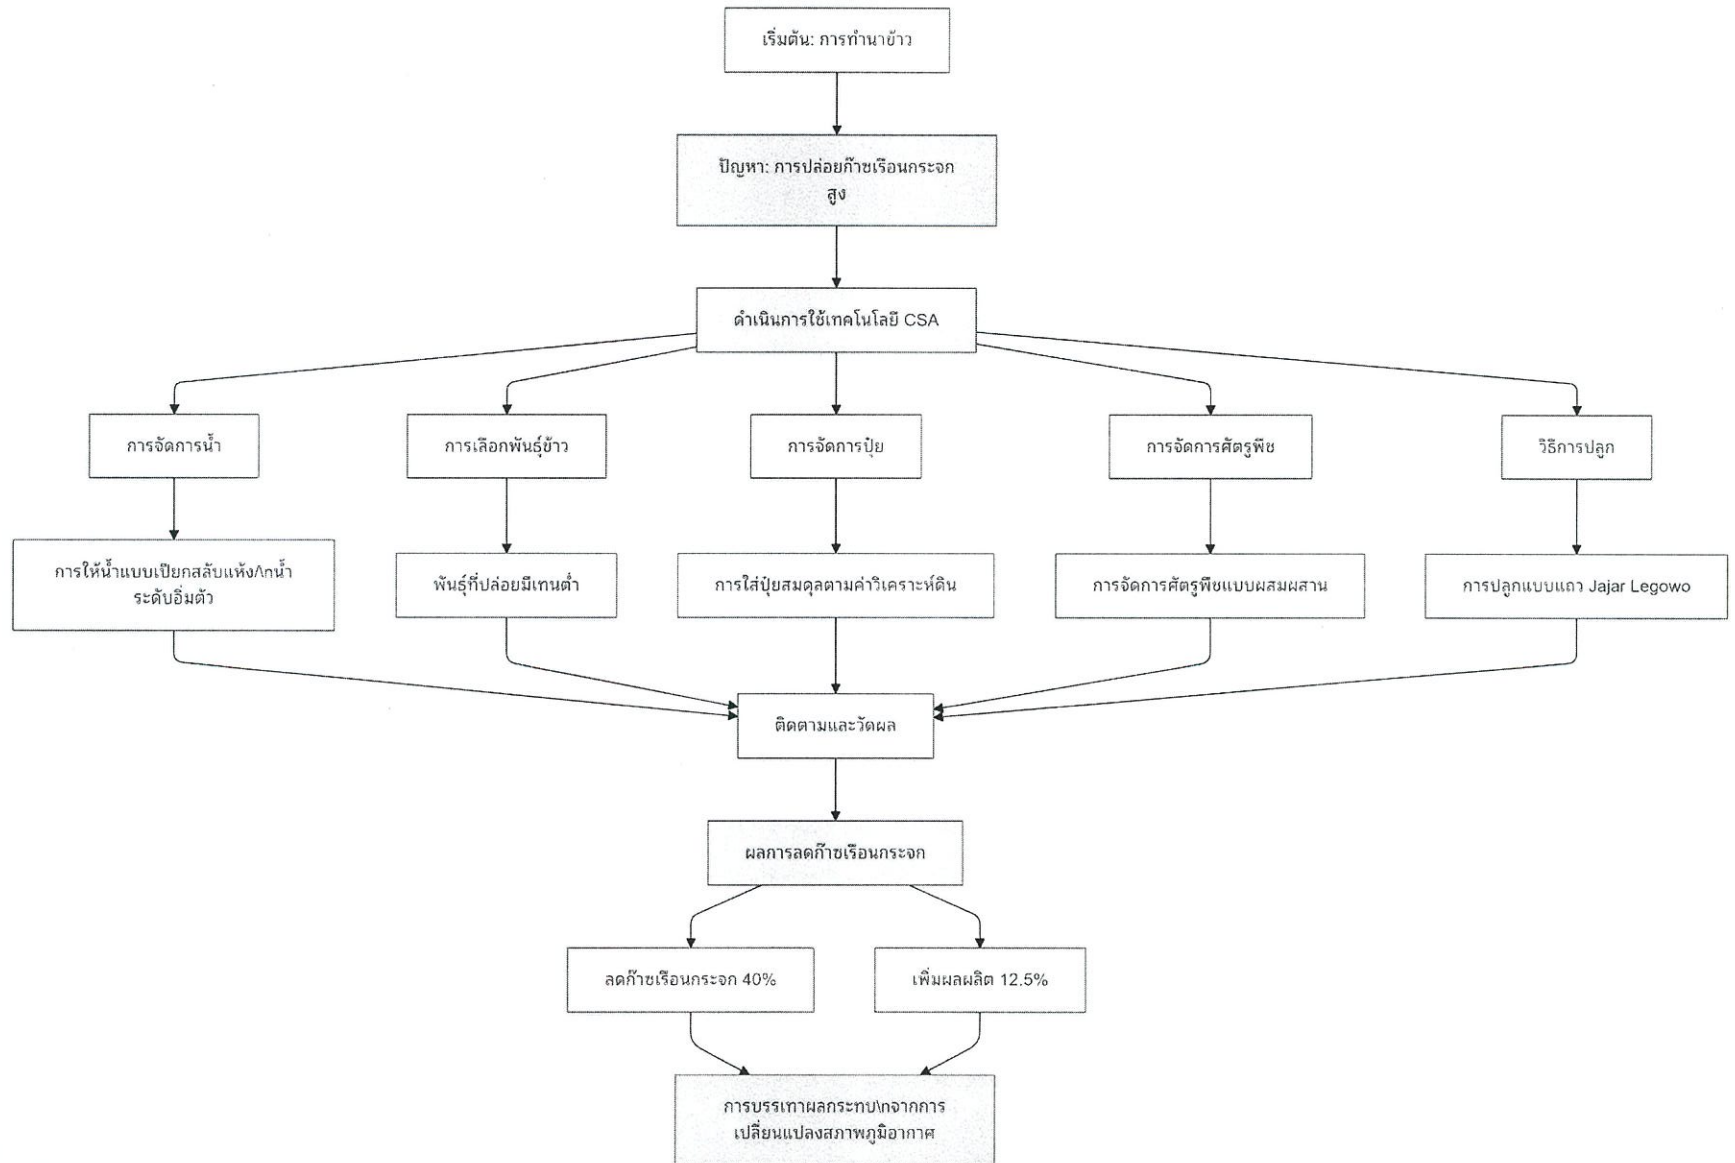 เริ่มต้น: การทำนาข้าว
ปัญหา: การปล่อยก๊าซเรือนกระจก
สูง
ดำเนินการใช้เทคโนโลยี CSA
การจัดการน้ำ
การเลือกพันธุ์ข้าว
การจัดการปุ๋ย
การจัดการศัตรูพืช
วิธีการปลูก
การให้น้ำแบบเปียกสลับแห้ง/\nน้ำ
ระดับอิ่มตัว
พันธุ์ที่ปล่อยมีเทนต่ำ
การใส่ปุ๋ยสมดุลตามค่าวิเคราะห์ดิน
การจัดการศัตรูพืชแบบผสมผสาน
การปลูกแบบแถว Jajar Legowo
ติดตามและวัดผล
ผลการลดก๊าซเรือนกระจก
ลดก๊าซเรือนกระจก 40%
เพิ่มผลผลิต 12.5%
การบรรเทาผลกระทบ\nจากการ
เปลี่ยนแปลงสภาพภูมิอากาศ